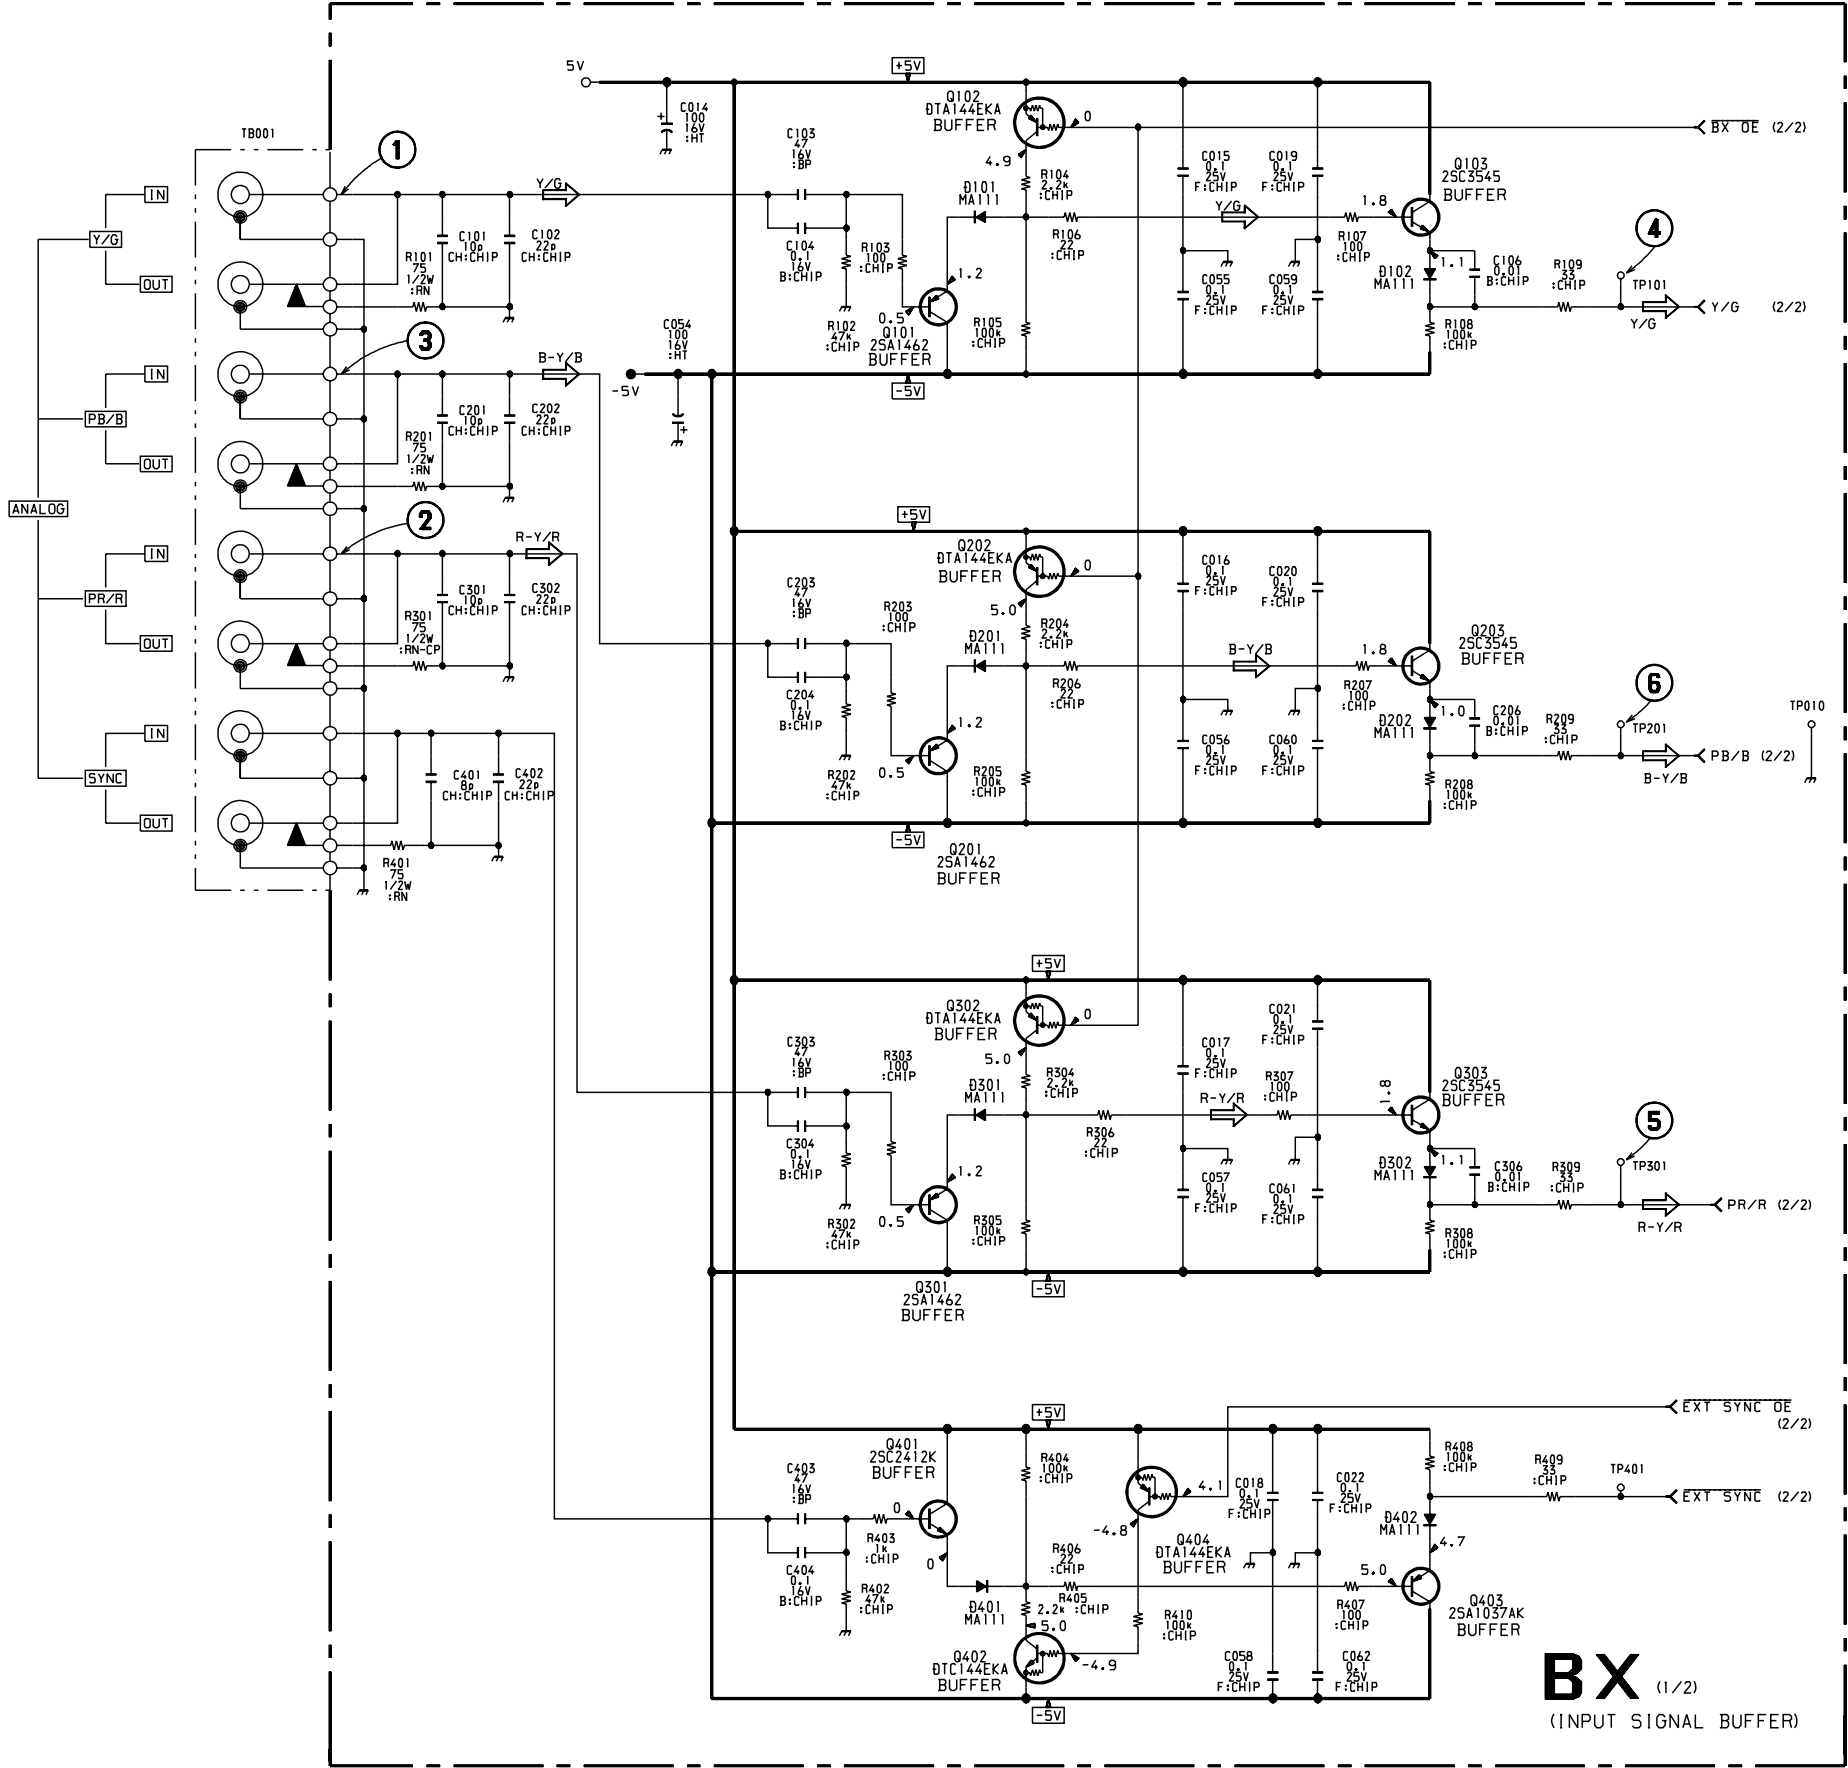 5V
+5V
TB001
1
C014
100
16V
:HT
C103
47
16V
:BP
Q102
DTA144EKA
BUFFER
0
BX OE (2/2)
4.9
IN
Y/G
D101
MA111
R104
2.2k
:CHIP
C015
0.1
25V
F:CHIP
C019
0.1
25V
F:CHIP
Q103
2SC3545
BUFFER
1.8
Y/G
Y/G
4
OUT
R101
75
1/2W
:RN
C101
10p
CH:CHIP
C102
22p
CH:CHIP
C104
0.1
16V
B:CHIP
R103
100
:CHIP
1.2
R106
22
:CHIP
R107
100
:CHIP
1.1
D102
MA111
C106
0.01
B:CHIP
R109
33
:CHIP
TP101
C055
0.1
25V
F:CHIP
C059
0.1
25V
F:CHIP
Y/G
Y/G (2/2)
0.5
Q101
2SA1462
BUFFER
R102
47k
:CHIP
R105
100k
:CHIP
R108
100k
:CHIP
C054
100
16V
:HT
3
IN
B-Y/B
-5V
-5V
PB/B
C201
10p
CH:CHIP
C202
22p
CH:CHIP
R201
75
1/2W
:RN
OUT
ANALOG
2
IN
R-Y/R
+5V
Q202
DTA144EKA
BUFFER
0
5.0
C016
0.1
25V
F:CHIP
C020
0.1
25V
F:CHIP
PR/R
C301
10p
CH:CHIP
C302
22p
CH:CHIP
R301
75
1/2W
:RN-CP
C203
47
16V
:BP
R203
100
:CHIP
D201
MA111
R204
2.2k
:CHIP
B-Y/B
1.8
Q203
2SC3545
BUFFER
OUT
C204
0.1
16V
B:CHIP
1.2
R206
22
:CHIP
R207
100
:CHIP
1.0
D202
MA111
C206
0.01
B:CHIP
R209
33
:CHIP
6
TP201
TP010
IN
R202
47k
:CHIP
0.5
R205
100k
:CHIP
C056
0.1
25V
F:CHIP
C060
0.1
25V
F:CHIP
R208
100k
:CHIP
B-Y/B
PB/B (2/2)
SYNC
C401
8p
CH:CHIP
C402
22p
CH:CHIP
OUT
R401
75
1/2W
:RN
-5V
Q201
2SA1462
BUFFER
+5V
Q302
DTA144EKA
BUFFER
0
5.0
C021
0.1
25V
F:CHIP
C303
47
16V
:BP
R303
100
:CHIP
D301
MA111
R304
2.2k
:CHIP
C017
0.1
25V
F:CHIP
R-Y/R
R307
100
:CHIP
1.8
Q303
2SC3545
BUFFER
C304
0.1
16V
B:CHIP
1.2
R306
22
:CHIP
1.1
D302
MA111
C306
0.01
B:CHIP
R309
33
:CHIP
5
TP301
R302
47k
:CHIP
0.5
R305
100k
:CHIP
C057
0.1
25V
F:CHIP
C061
0.1
25V
F:CHIP
R308
100k
:CHIP
R-Y/R
PR/R (2/2)
Q301
2SA1462
BUFFER
-5V
+5V
EXT SYNC OE
(2/2)
Q401
2SC2412K
BUFFER
R404
100k
:CHIP
R408
100k
:CHIP
R409
33
:CHIP
TP401
EXT SYNC (2/2)
C403
47
16V
:BP
0
4.1
C018
0.1
25V
F:CHIP
C022
0.1
25V
F:CHIP
R403
1k
:CHIP
0
-4.8
Q404
DTA144EKA
BUFFER
D402
MA111
4.7
C404
0.1
16V
B:CHIP
R402
47k
:CHIP
R406
22
:CHIP
5.0
D401
MA111
R405
2.2k :CHIP
5.0
R410
100k
:CHIP
R407
100
:CHIP
Q403
2SA1037AK
BUFFER
Q402
DTC144EKA
BUFFER
-4.9
C058
0.1
25V
F:CHIP
C062
0.1
25V
F:CHIP
-5V
BX (1/2)
(INPUT SIGNAL BUFFER)